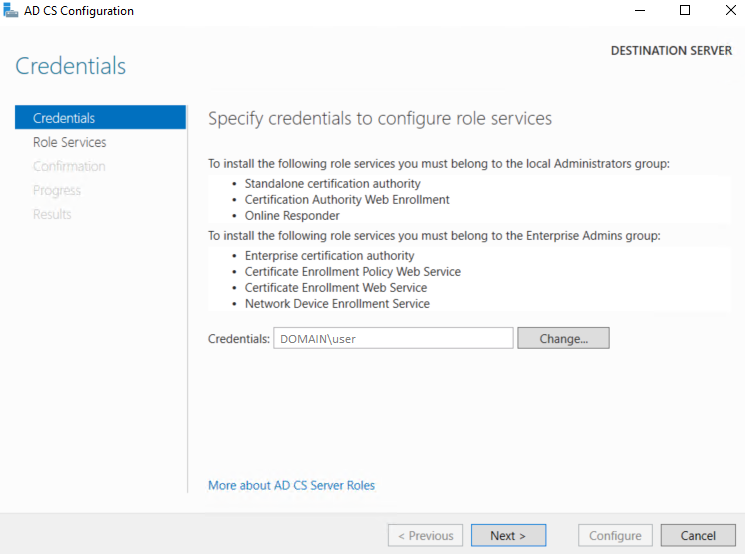 AD CS Configuration
DESTINATION SERVER
Credentials
Credentials
Role Services
Confirmation
Progress
Results
Specify credentials to configure role services
To install the following role services you must belong to the local Administrators group:
• Standalone certification authority
• Certification Authority Web Enrollment
• Online Responder
To install the following role services you must belong to the Enterprise Admins group:
• Enterprise certification authority
• Certificate Enrollment Policy Web Service
• Certificate Enrollment Web Service
• Network Device Enrollment Service
Credentials: DOMAIN\user Change...
More about AD CS Server Roles
< Previous Next > Configure Cancel